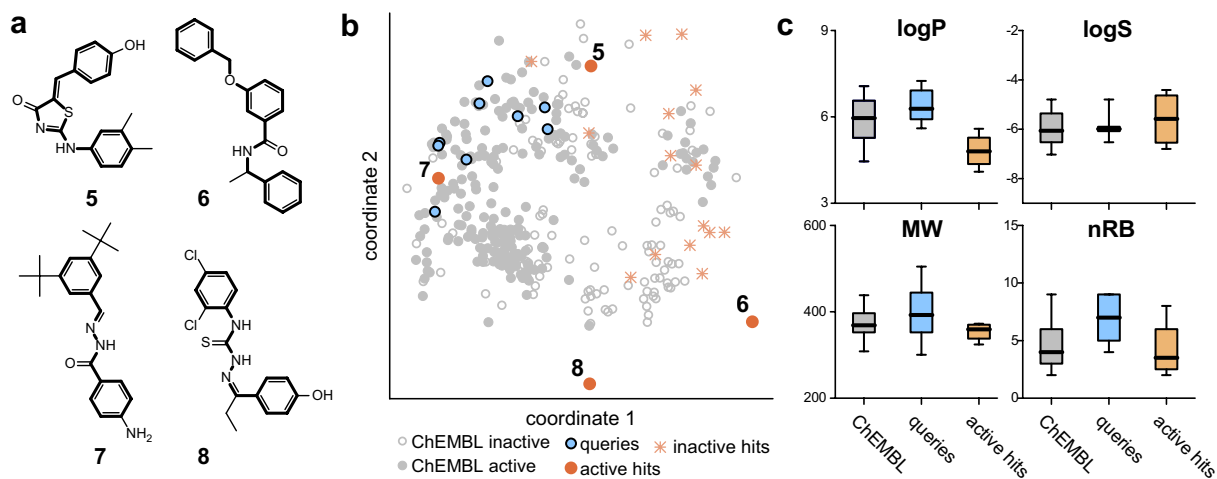 a
OH
O
S
N
HN
5
O
HN
O
6
N
NH
O
NH₂
7
Cl
Cl
NH
S
NH
N
OH
8
b
5
7
6
8
coordinate 2
coordinate 1
ChEMBL inactive
queries
inactive hits
ChEMBL active
active hits
c
logP
9
6
3
logS
-2
-4
-6
-8
MW
600
400
200
nRB
15
10
5
0
ChEMBL
queries
active hits
ChEMBL
queries
active hits